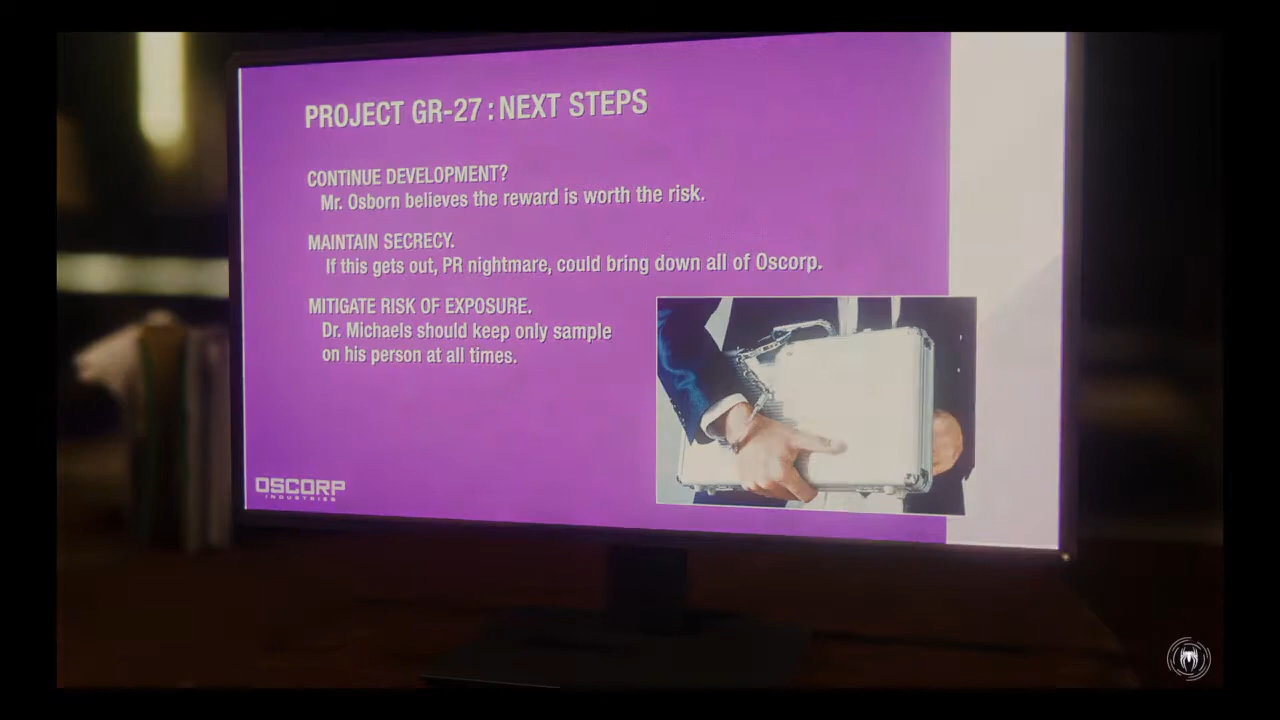 PROJECT GR-27 : NEXT STEPS
CONTINUE DEVELOPMENT?
Mr. Osborn believes the reward is worth the risk.
MAINTAIN SECRECY.
If this gets out, PR nightmare, could bring down all of Oscorp.
MITIGATE RISK OF EXPOSURE.
Dr. Michaels should keep only sample
on his person at all times.
OSCORP
INDUSTRIES